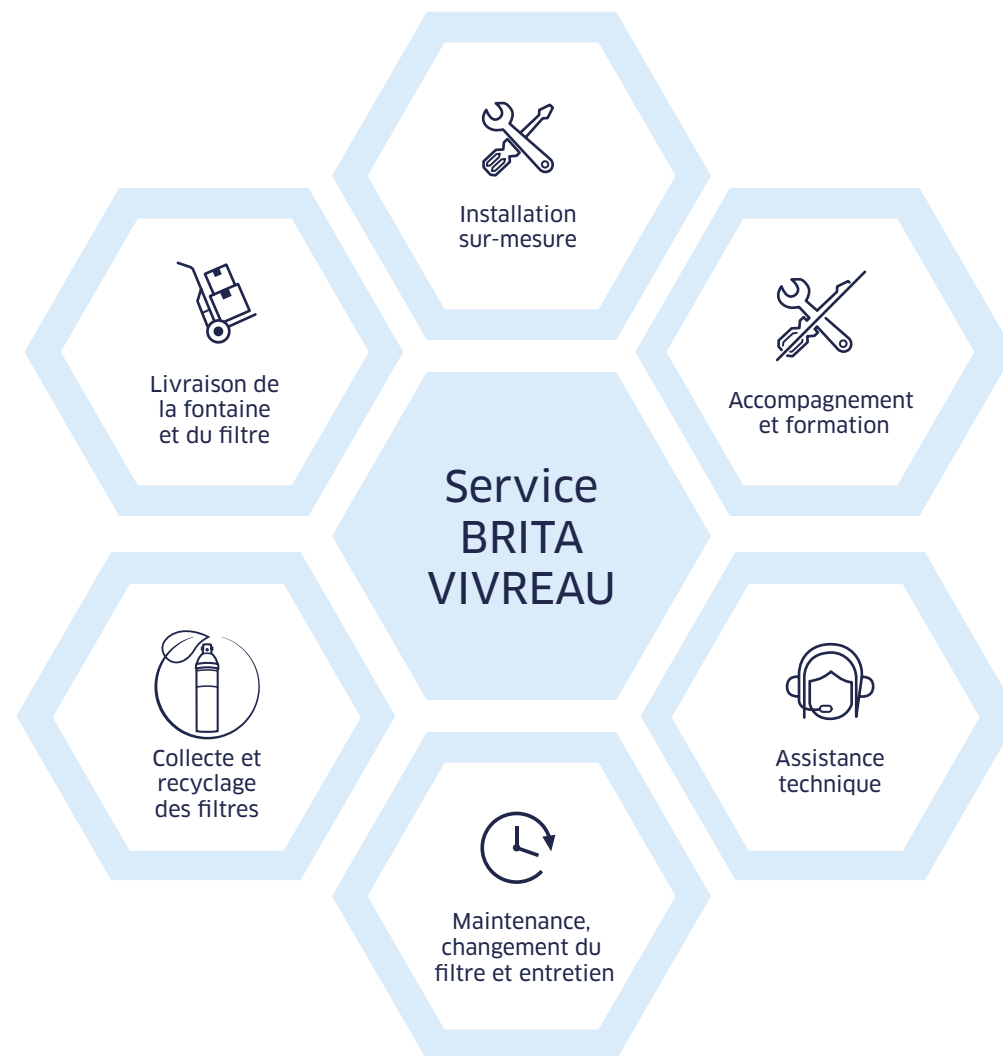 Installation
sur-mesure
Livraison de
la fontaine
et du filtre
Accompagnement
et formation
Service
BRITA
VIVREAU
Collecte et
recyclage
des filtres
Assistance
technique
Maintenance,
changement du
filtre et entretien